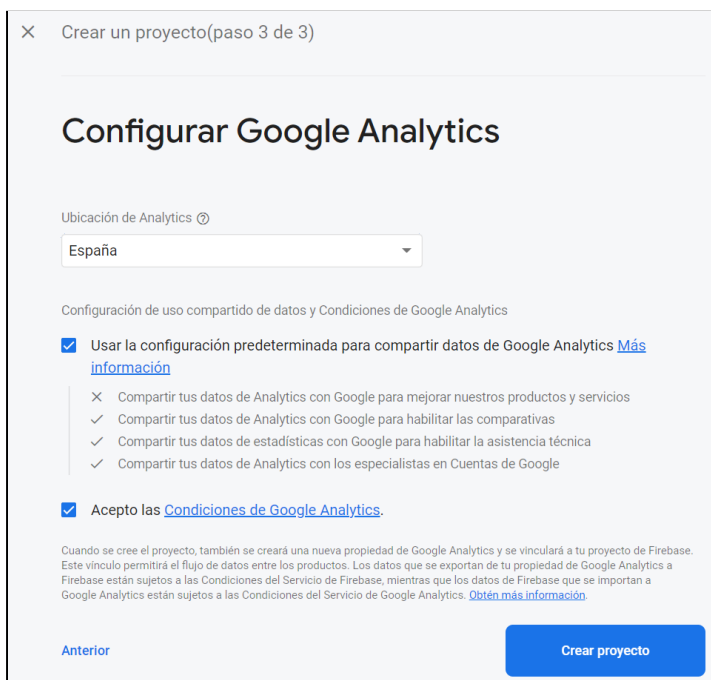 Crear un proyecto(paso 3 de 3)
Configurar Google Analytics
Ubicación de Analytics
España
Configuración de uso compartido de datos y Condiciones de Google Analytics
Usar la configuración predeterminada para compartir datos de Google Analytics Más
información
Compartir tus datos de Analytics con Google para mejorar nuestros productos y servicios
Compartir tus datos de Analytics con Google para habilitar las comparativas
Compartir tus datos de estadísticas con Google para habilitar la asistencia técnica
Compartir tus datos de Analytics con los especialistas en Cuentas de Google
Acepto las Condiciones de Google Analytics.
Cuando se cree el proyecto, también se creará una nueva propiedad de Google Analytics y se vinculará a tu proyecto de Firebase.
Este vínculo permitirá el flujo de datos entre los productos. Los datos que se exportan de tu propiedad de Google Analytics a
Firebase están sujetos a las Condiciones del Servicio de Firebase, mientras que los datos de Firebase que se importan a
Google Analytics están sujetos a las Condiciones del Servicio de Google Analytics. Obtén más información.
Anterior
Crear proyecto